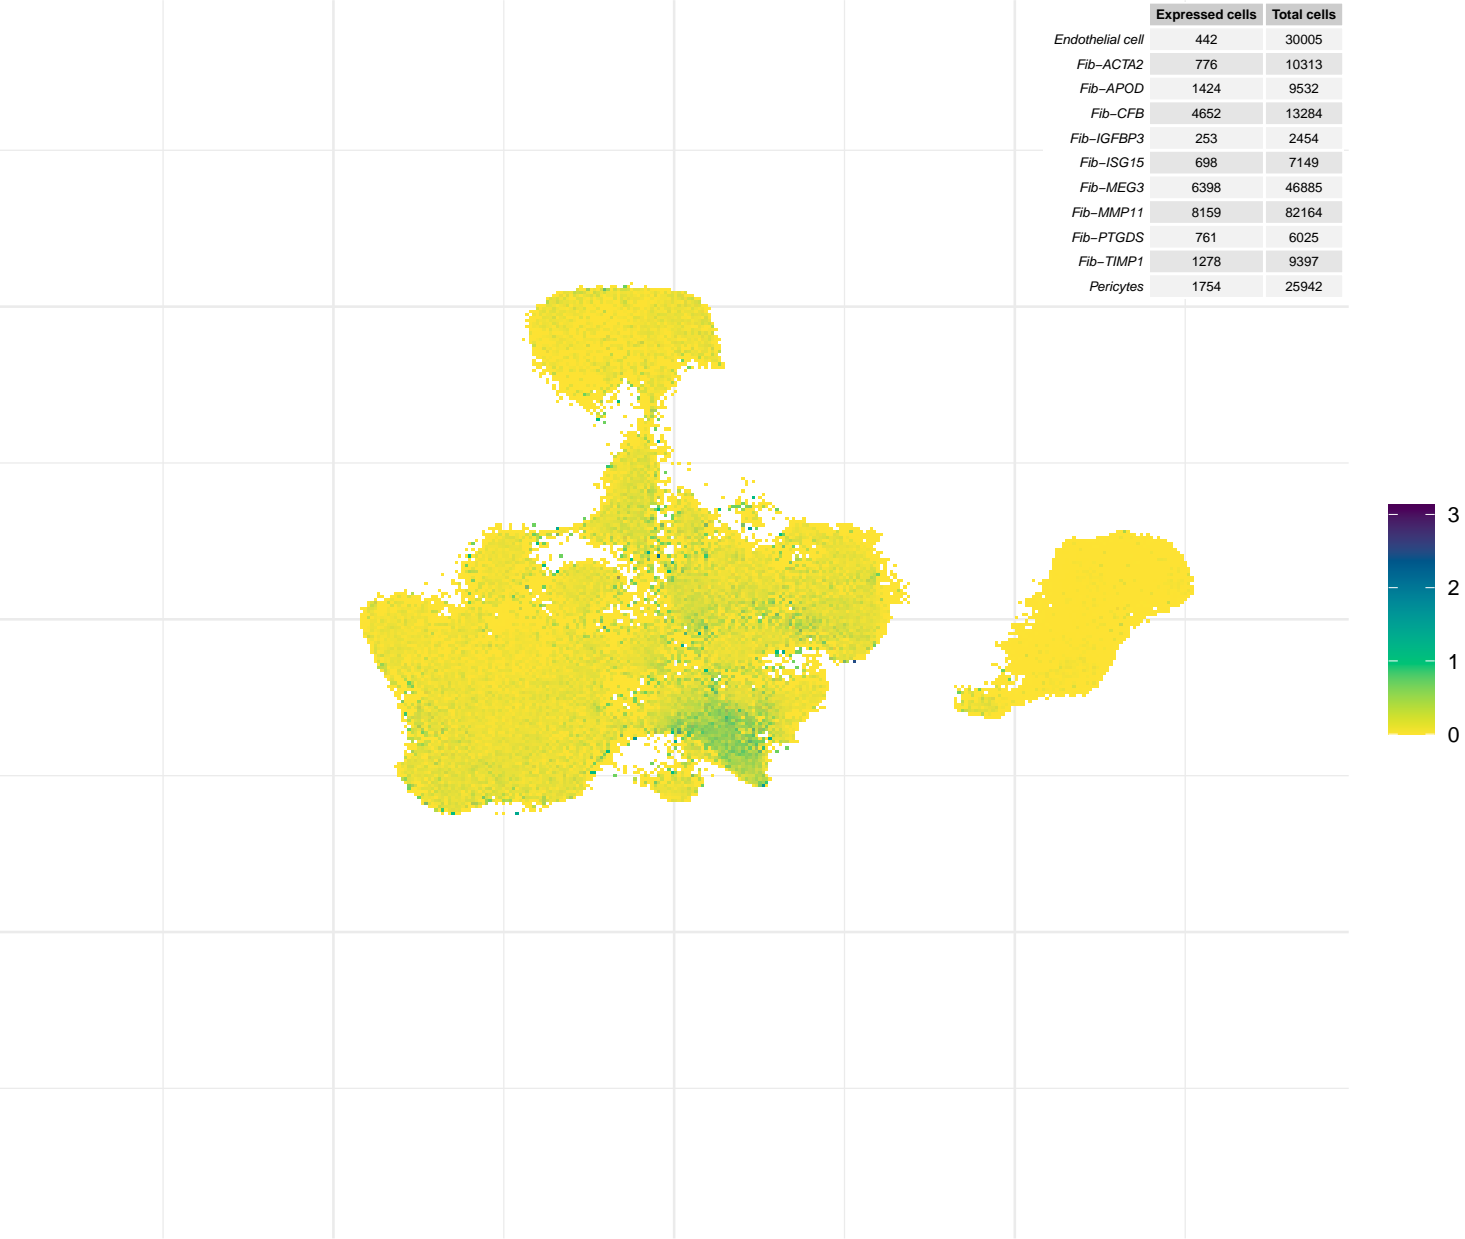 Expressed cells Total cells
Endothelial cell 442 30005
Fib−ACTA2 776 10313
Fib−APOD 1424 9532
Fib−CFB 4652 13284
Fib−IGFBP3 253 2454
Fib−ISG15 698 7149
Fib−MEG3 6398 46885
Fib−MMP11 8159 82164
Fib−PTGDS 761 6025
Fib−TIMP1 1278 9397
Pericytes 1754 25942
3
2
1
0